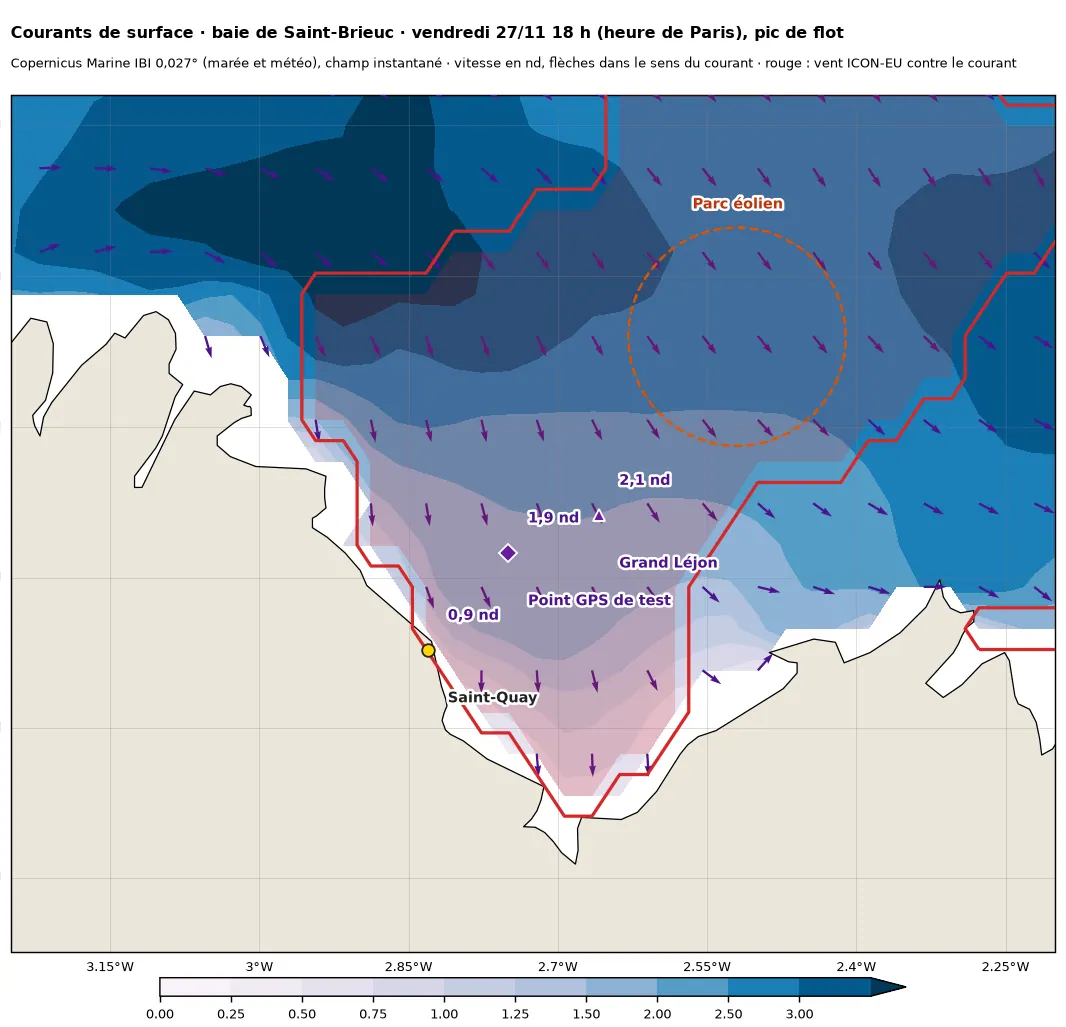 Courants de surface · baie de Saint-Brieuc · vendredi 27/11 18 h (heure de Paris), pic de flot
Copernicus Marine IBI 0,027° (marée et météo), champ instantané · vitesse en nd, flèches dans le sens du courant · rouge : vent ICON-EU contre le courant
Parc éolien
2,1 nd
1,9 nd
Grand Léjon
Point GPS de test
0,9 nd
Saint-Quay
3.15°W 3°W 2.85°W 2.7°W 2.55°W 2.4°W 2.25°W
0.00 0.25 0.50 0.75 1.00 1.25 1.50 2.00 2.50 3.00